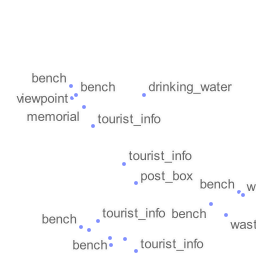 bench
bench
drinking_water
viewpoint
memorial
tourist_info
tourist_info
post_box
bench
w
tourist_info
bench
bench
wast
bench
tourist_info